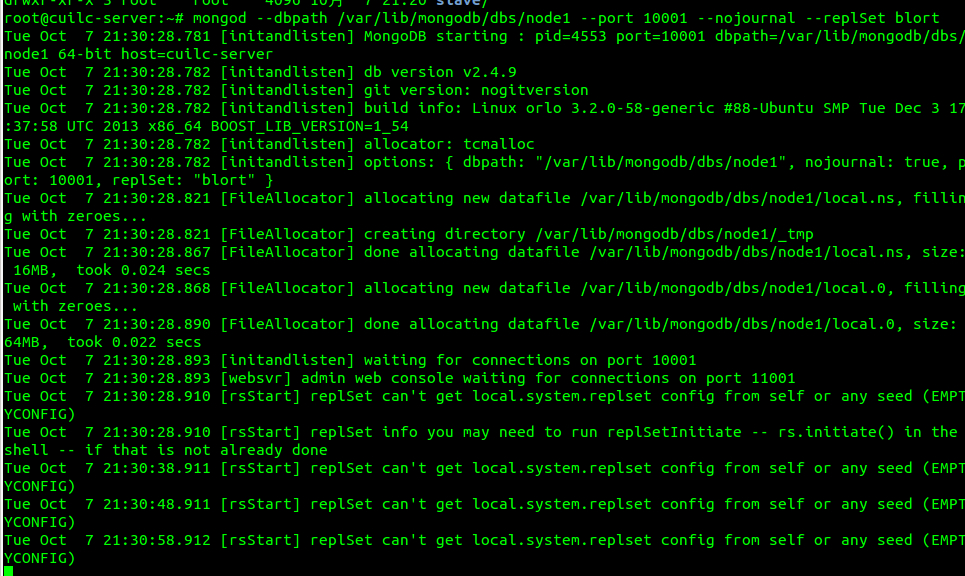 drwxr-xr-x 3 root    root    4096 10月  7 21:20 slave/
root@cuilc-server:~# mongod --dbpath /var/lib/mongodb/dbs/node1 --port 10001 --nojournal --replSet blort
Tue Oct  7 21:30:28.781 [initandlisten] MongoDB starting : pid=4553 port=10001 dbpath=/var/lib/mongodb/dbs/
node1 64-bit host=cuilc-server
Tue Oct  7 21:30:28.782 [initandlisten] db version v2.4.9
Tue Oct  7 21:30:28.782 [initandlisten] git version: nogitversion
Tue Oct  7 21:30:28.782 [initandlisten] build info: Linux orlo 3.2.0-58-generic #88-Ubuntu SMP Tue Dec 3 17
:37:58 UTC 2013 x86_64 BOOST_LIB_VERSION=1_54
Tue Oct  7 21:30:28.782 [initandlisten] allocator: tcmalloc
Tue Oct  7 21:30:28.782 [initandlisten] options: { dbpath: "/var/lib/mongodb/dbs/node1", nojournal: true, p
ort: 10001, replSet: "blort" }
Tue Oct  7 21:30:28.821 [FileAllocator] allocating new datafile /var/lib/mongodb/dbs/node1/local.ns, fillin
g with zeroes...
Tue Oct  7 21:30:28.821 [FileAllocator] creating directory /var/lib/mongodb/dbs/node1/_tmp
Tue Oct  7 21:30:28.867 [FileAllocator] done allocating datafile /var/lib/mongodb/dbs/node1/local.ns, size:
 16MB,  took 0.024 secs
Tue Oct  7 21:30:28.868 [FileAllocator] allocating new datafile /var/lib/mongodb/dbs/node1/local.0, filling
 with zeroes...
Tue Oct  7 21:30:28.890 [FileAllocator] done allocating datafile /var/lib/mongodb/dbs/node1/local.0, size:
64MB,  took 0.022 secs
Tue Oct  7 21:30:28.893 [initandlisten] waiting for connections on port 10001
Tue Oct  7 21:30:28.893 [websvr] admin web console waiting for connections on port 11001
Tue Oct  7 21:30:28.910 [rsStart] replSet can't get local.system.replset config from self or any seed (EMPT
YCONFIG)
Tue Oct  7 21:30:28.910 [rsStart] replSet info you may need to run replSetInitiate -- rs.initiate() in the
shell -- if that is not already done
Tue Oct  7 21:30:38.911 [rsStart] replSet can't get local.system.replset config from self or any seed (EMPT
YCONFIG)
Tue Oct  7 21:30:48.911 [rsStart] replSet can't get local.system.replset config from self or any seed (EMPT
YCONFIG)
Tue Oct  7 21:30:58.912 [rsStart] replSet can't get local.system.replset config from self or any seed (EMPT
YCONFIG)